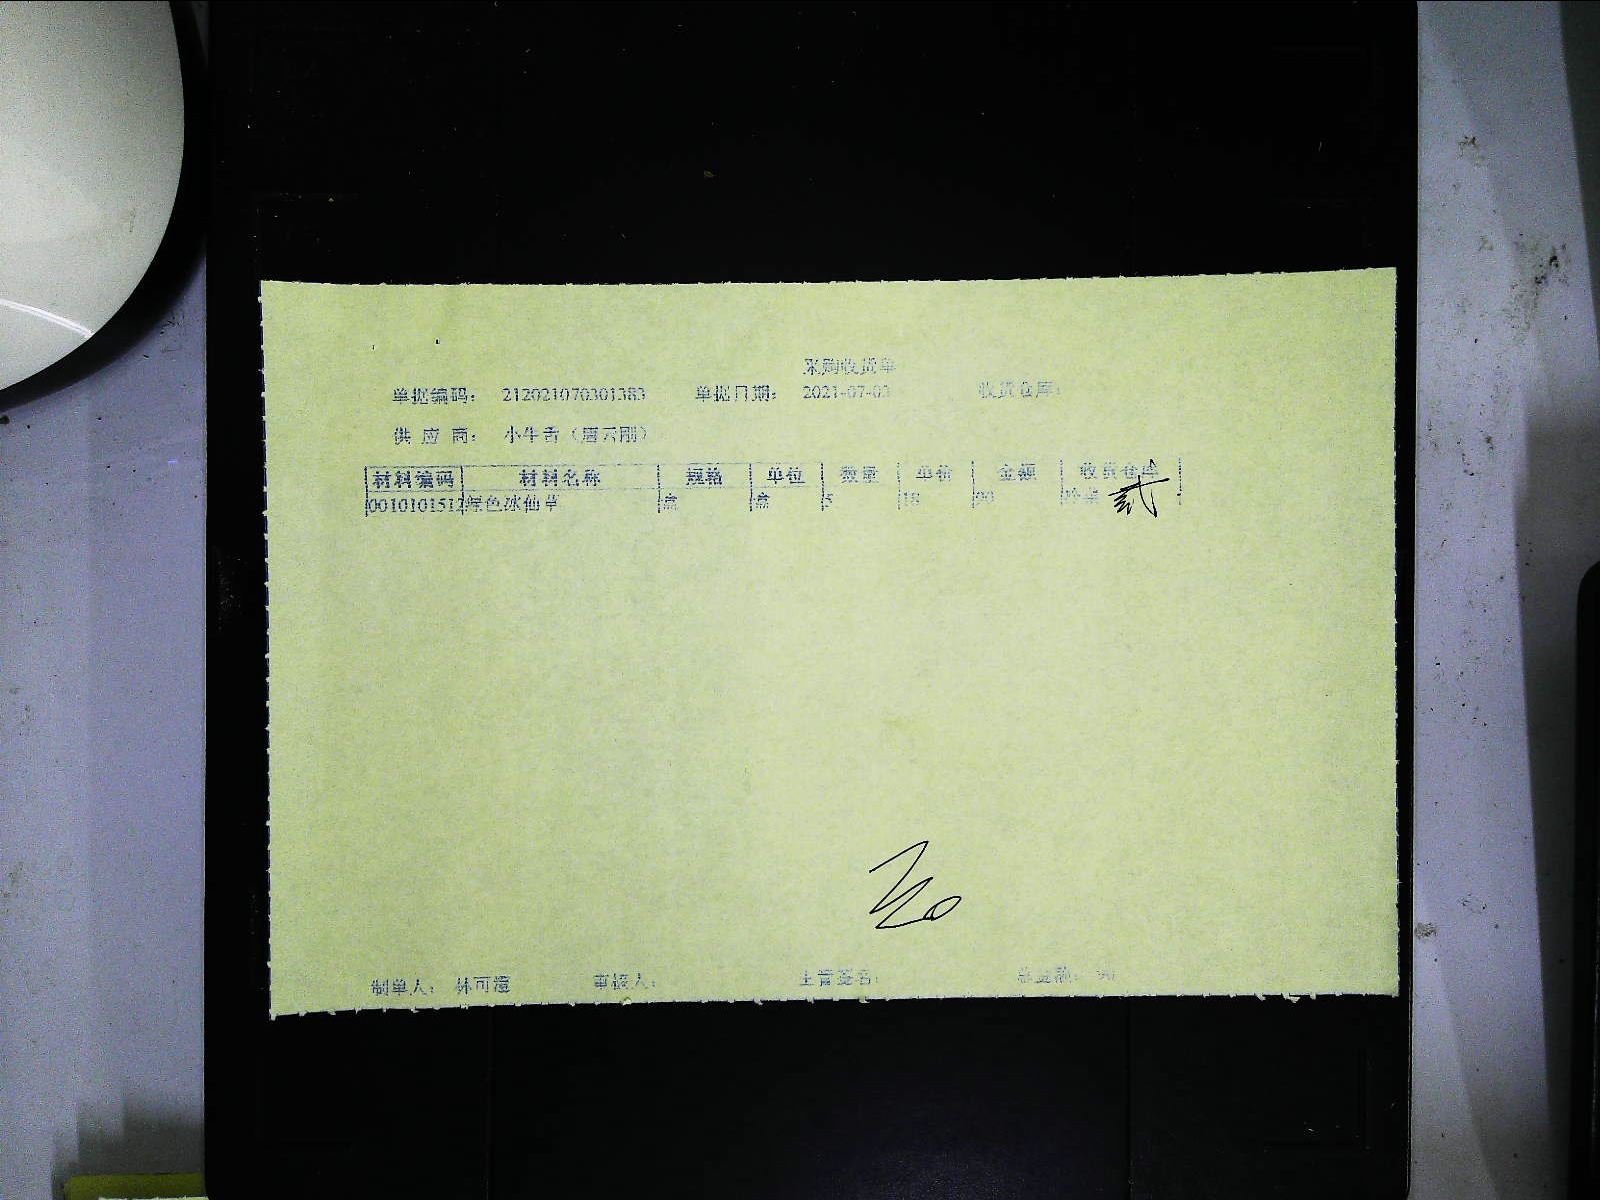 采购收货单
单据编码： 212021070301383 单据日期： 2021-07-03 收货仓库：
供 应 商： 小牛香（唐云刚）
材料编码 材料名称 规格 单位 数量 单价 金额 收货仓库
0010101512 绿色冰仙草 盒 盒 5 18 90
制单人： 林可 审核人： 主管签名： 总金额： 90